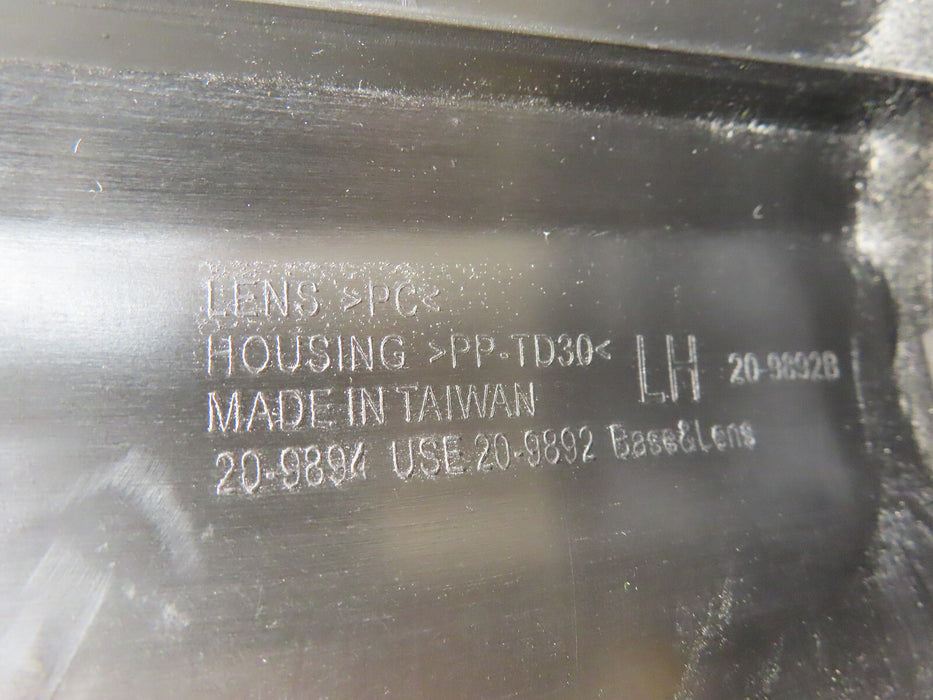 LENS >PC<
HOUSING >PP-TD30<
LH
20-9892B
MADE IN TAIWAN
20-9894 USE 20-9892 Base&Lens